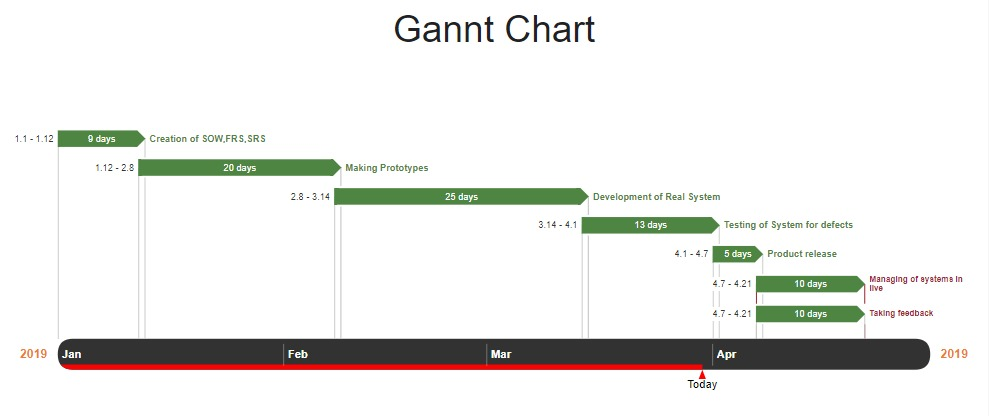 Gannt Chart
1.1 - 1.12 9 days Creation of SOW,FRS,SRS
1.12 - 2.8 20 days Making Prototypes
2.8 - 3.14 25 days Development of Real System
3.14 - 4.1 13 days Testing of System for defects
4.1 - 4.7 5 days Product release
4.7 - 4.21 10 days Managing of systems in
live
4.7 - 4.21 10 days Taking feedback
2019 Jan Feb Mar Apr 2019
Today